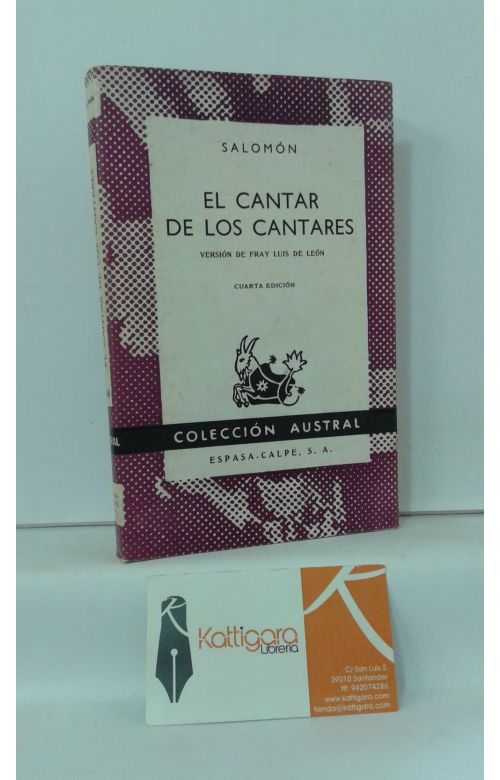 SALOMÓN
EL CANTAR
DE LOS CANTARES
VERSIÓN DE FRAY LUIS DE LEÓN
CUARTA EDICIÓN
COLECCIÓN AUSTRAL
ESPASA-CALPE, S. A.
Kattigara
Librería
C/ San Luis 5
39010 Santander
tlf. 942074286
www.kattigara.com
tienda@kattigara.com